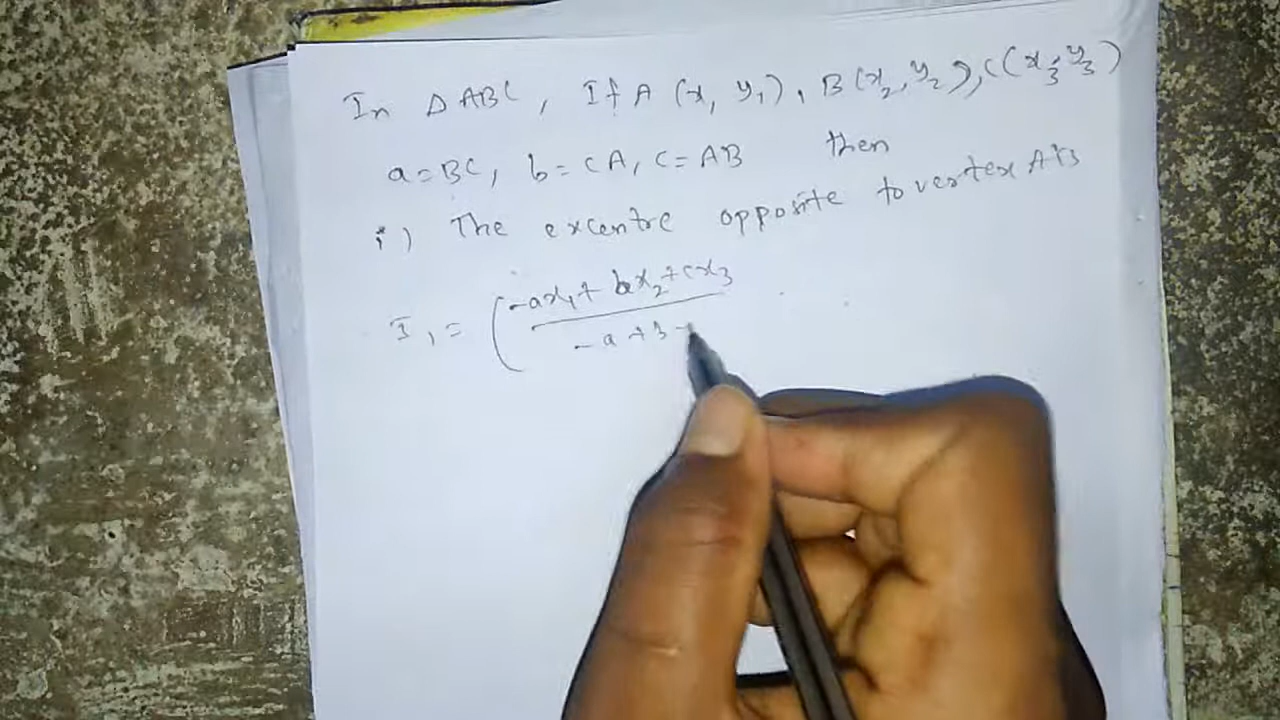 In Δ ABC, If A (x, y₁), B(x₂, y₂), C(x₃, y₃)
a = BC, b = CA, c = AB then
i) The excentre opposite to vertex A is
I₁ = ( -ax₁ + bx₂ + cx₃
-a + b -